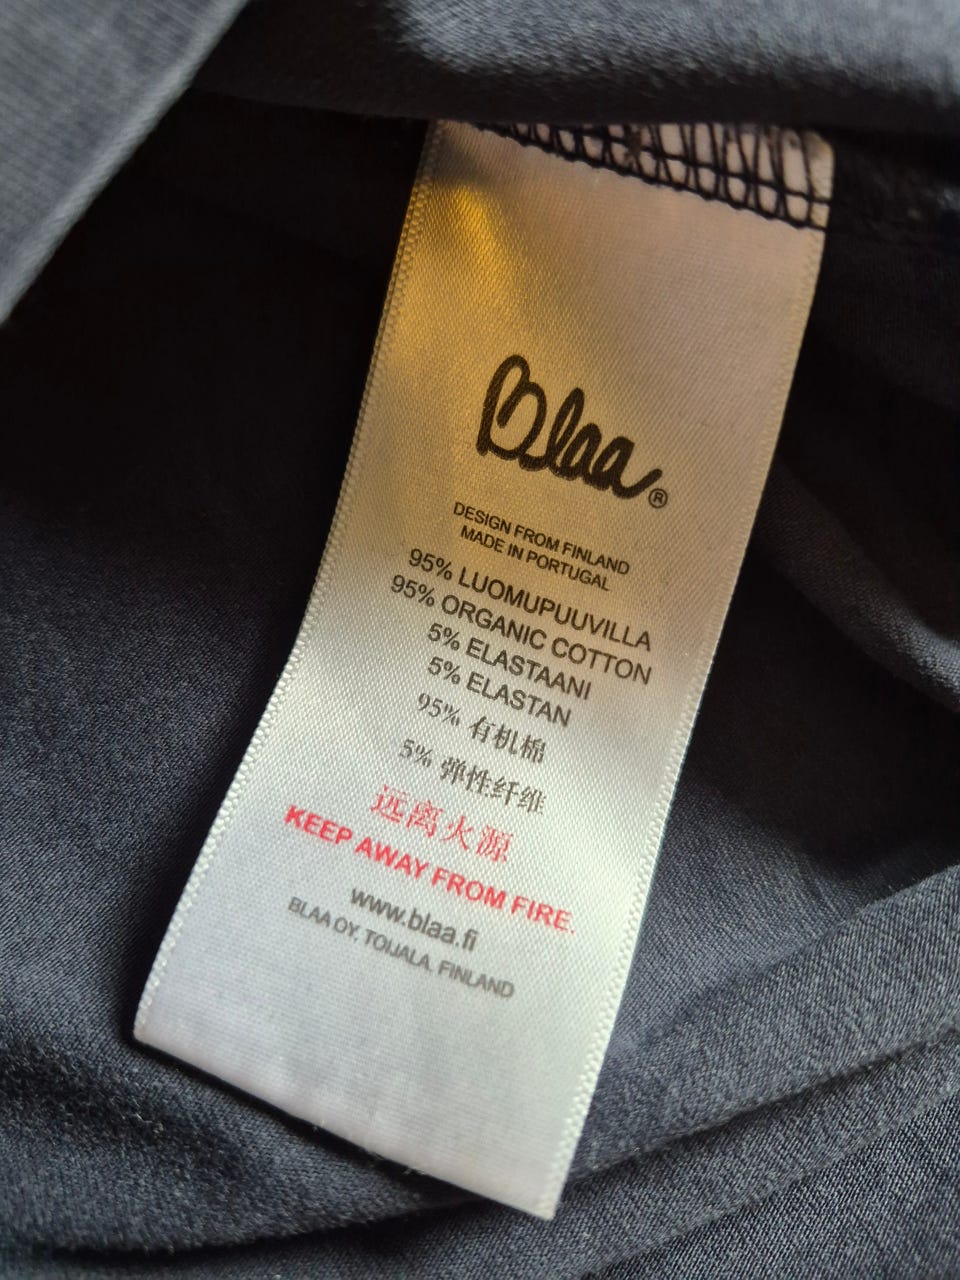 Blaa®
DESIGN FROM FINLAND
MADE IN PORTUGAL
95% LUOMUPUUVILLA
95% ORGANIC COTTON
5% ELASTAANI
5% ELASTAN
95% 有机棉
5% 弹性纤维
远离火源
KEEP AWAY FROM FIRE.
www.blaa.fi
BLAA OY, TOIJALA, FINLAND